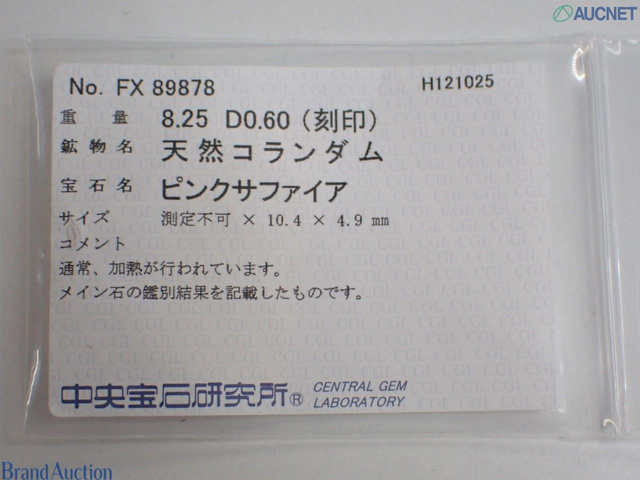 AUCNET
No. FX 89878 H121025
重量 8.25 D0.60 (刻印)
鉱物名 天然コランダム
宝石名 ピンクサファイア
サイズ 測定不可 × 10.4 × 4.9 mm
コメント
通常、加熱が行われています。
メイン石の鑑別結果を記載したものです。
中央宝石研究所® CENTRAL GEM
LABORATORY
Brand Auction